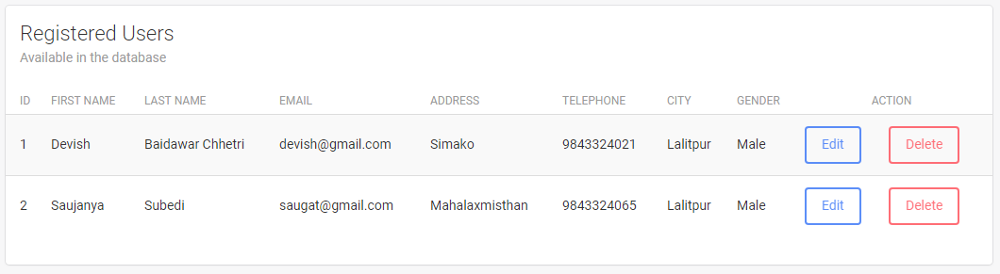 Registered Users
Available in the database
ID FIRST NAME LAST NAME EMAIL ADDRESS TELEPHONE CITY GENDER ACTION
1 Devish Baidawar Chhetri devish@gmail.com Simako 9843324021 Lalitpur Male Edit Delete
2 Saujanya Subedi saugat@gmail.com Mahalaxmisthan 9843324065 Lalitpur Male Edit Delete